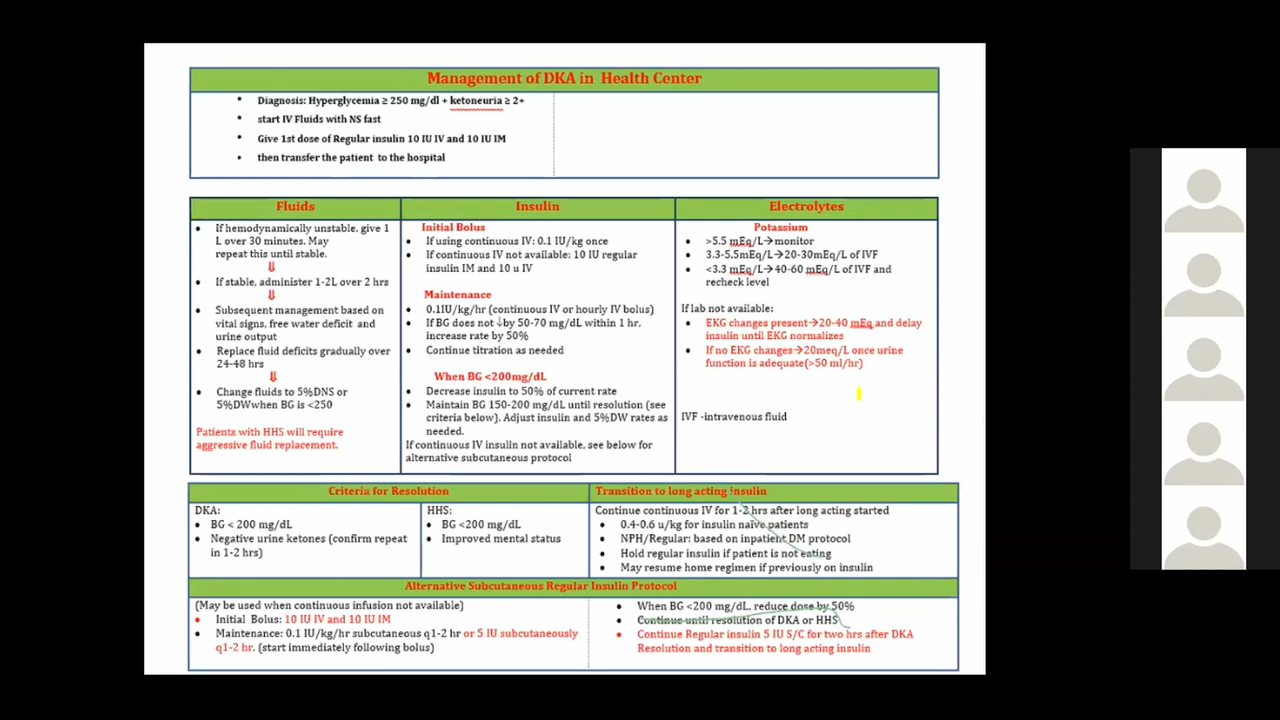 Management of DKA in Health Center
• Diagnosis: Hyperglycemia ≥ 250 mg/dl + ketoneuria ≥ 2+
• start IV Fluids with NS fast
• Give 1st dose of Regular insulin 10 IU IV and 10 IU IM
• then transfer the patient to the hospital
Fluids
• If hemodynamically unstable, give 1
L over 30 minutes. May
repeat this until stable.
⇓
• If stable, administer 1-2L over 2 hrs
⇓
• Subsequent management based on
vital signs, free water deficit and
urine output
• Replace fluid deficits gradually over
24-48 hrs
⇓
• Change fluids to 5%DNS or
5%DWwhen BG is <250
Patients with HHS will require
aggressive fluid replacement.
Insulin
Initial Bolus
• If using continuous IV: 0.1 IU/kg once
• If continuous IV not available: 10 IU regular
insulin IM and 10 u IV
Maintenance
• 0.1IU/kg/hr (continuous IV or hourly IV bolus)
• If BG does not ↓by 50-70 mg/dL within 1 hr,
increase rate by 50%
• Continue titration as needed
When BG <200mg/dL
• Decrease insulin to 50% of current rate
• Maintain BG 150-200 mg/dL until resolution (see
criteria below). Adjust insulin and 5%DW rates as
needed.
If continuous IV insulin not available, see below for
alternative subcutaneous protocol
Electrolytes
Potassium
• >5.5 mEq/L→monitor
• 3.3-5.5mEq/L→20-30mEq/L of IVF
• <3.3 mEq/L→40-60 mEq/L of IVF and
recheck level
If lab not available:
• EKG changes present→20-40 mEq and delay
insulin until EKG normalizes
• If no EKG changes→20meq/L once urine
function is adequate(>50 ml/hr)
IVF -intravenous fluid
Criteria for Resolution
DKA:
• BG < 200 mg/dL
• Negative urine ketones (confirm repeat
in 1-2 hrs)
HHS:
• BG <200 mg/dL
• Improved mental status
Transition to long acting insulin
Continue continuous IV for 1-2 hrs after long acting started
• 0.4-0.6 u/kg for insulin naïve patients
• NPH/Regular: based on inpatient DM protocol
• Hold regular insulin if patient is not eating
• May resume home regimen if previously on insulin
Alternative Subcutaneous Regular Insulin Protocol
(May be used when continuous infusion not available)
• Initial Bolus: 10 IU IV and 10 IU IM
• Maintenance: 0.1 IU/kg/hr subcutaneous q1-2 hr or 5 IU subcutaneously
q1-2 hr. (start immediately following bolus)
• When BG <200 mg/dL, reduce dose by 50%
• Continue until resolution of DKA or HHS
• Continue Regular insulin 5 IU S/C for two hrs after DKA
Resolution and transition to long acting insulin